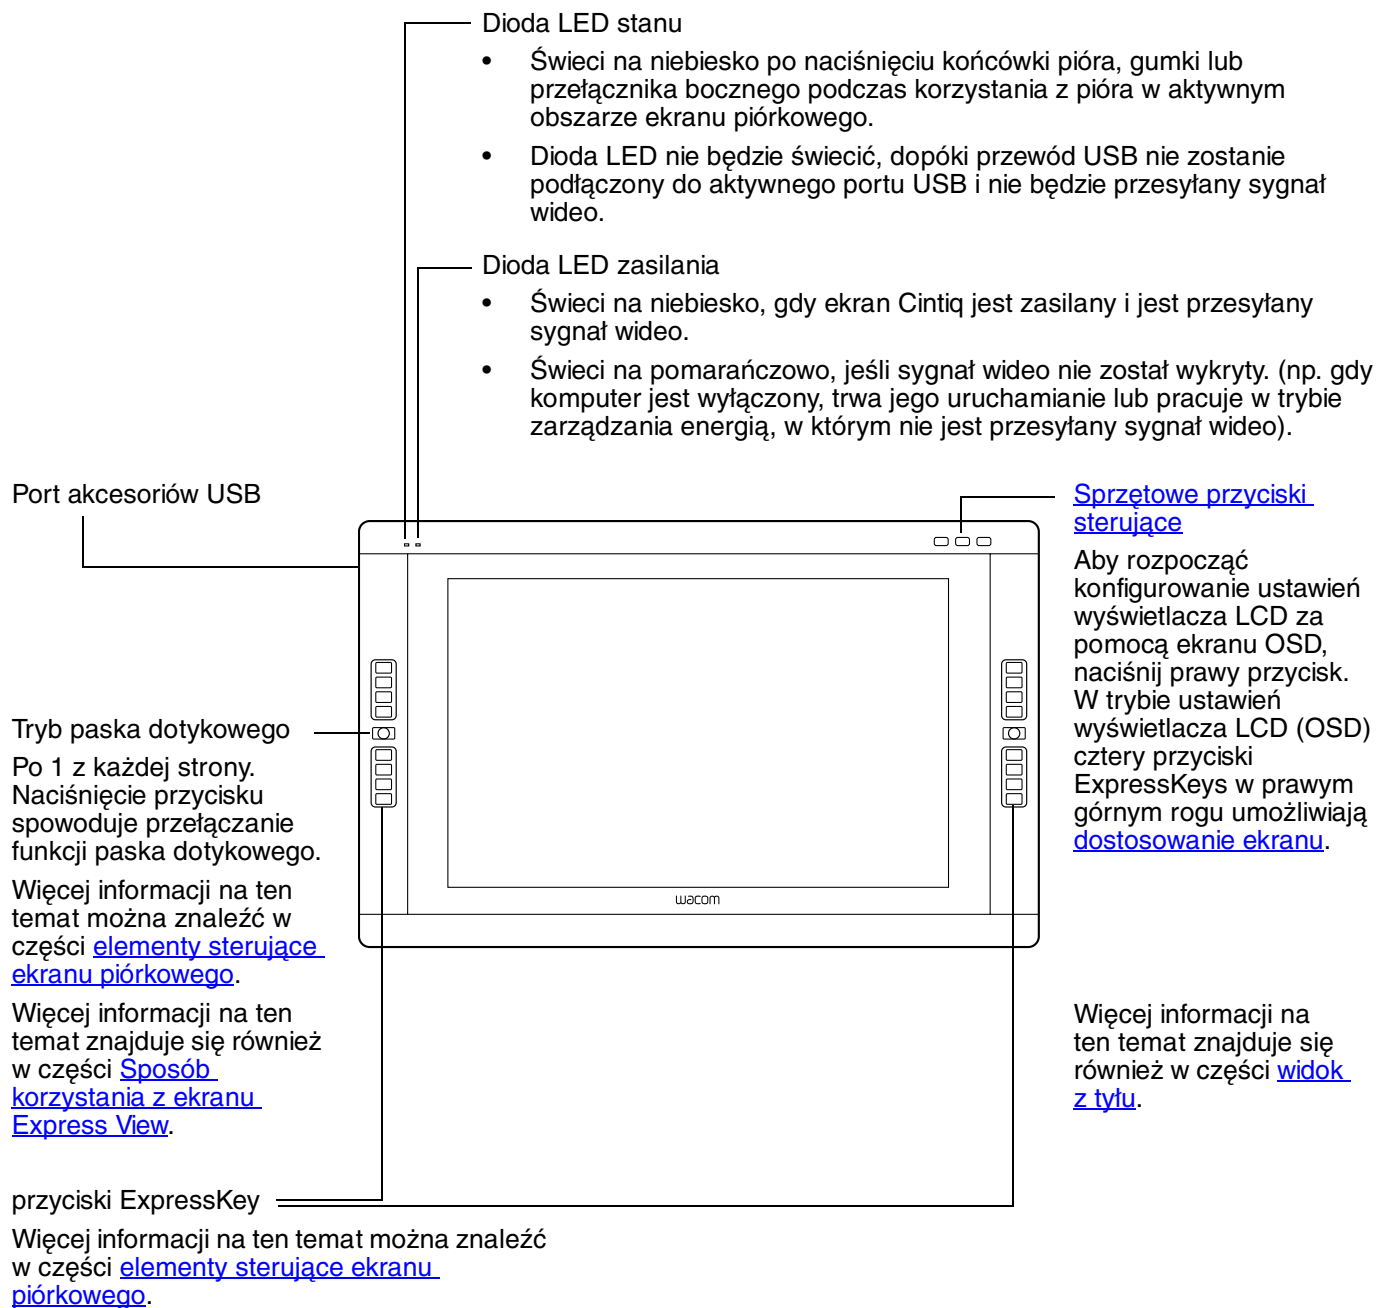 Dioda LED stanu
• Świeci na niebiesko po naciśnięciu końcówki pióra, gumki lub
przełącznika bocznego podczas korzystania z pióra w aktywnym
obszarze ekranu piórkowego.
• Dioda LED nie będzie świecić, dopóki przewód USB nie zostanie
podłączony do aktywnego portu USB i nie będzie przesyłany sygnał
wideo.
Dioda LED zasilania
• Świeci na niebiesko, gdy ekran Cintiq jest zasilany i jest przesyłany
sygnał wideo.
• Świeci na pomarańczowo, jeśli sygnał wideo nie został wykryty. (np. gdy
komputer jest wyłączony, trwa jego uruchamianie lub pracuje w trybie
zarządzania energią, w którym nie jest przesyłany sygnał wideo).
Port akcesoriów USB
Sprzętowe przyciski
sterujące
Aby rozpocząć
konfigurowanie ustawień
wyświetlacza LCD za
pomocą ekranu OSD,
naciśnij prawy przycisk.
W trybie ustawień
wyświetlacza LCD (OSD)
cztery przyciski
ExpressKeys w prawym
górnym rogu umożliwiają
dostosowanie ekranu.
Tryb paska dotykowego
Po 1 z każdej strony.
Naciśnięcie przycisku
spowoduje przełączanie
funkcji paska dotykowego.
Więcej informacji na ten
temat można znaleźć w
części elementy sterujące
ekranu piórkowego.
Więcej informacji na ten
temat znajduje się również
w części Sposób
korzystania z ekranu
Express View.
wacom
Więcej informacji na
ten temat znajduje się
również w części widok
z tyłu.
przyciski ExpressKey
Więcej informacji na ten temat można znaleźć
w części elementy sterujące ekranu
piórkowego.